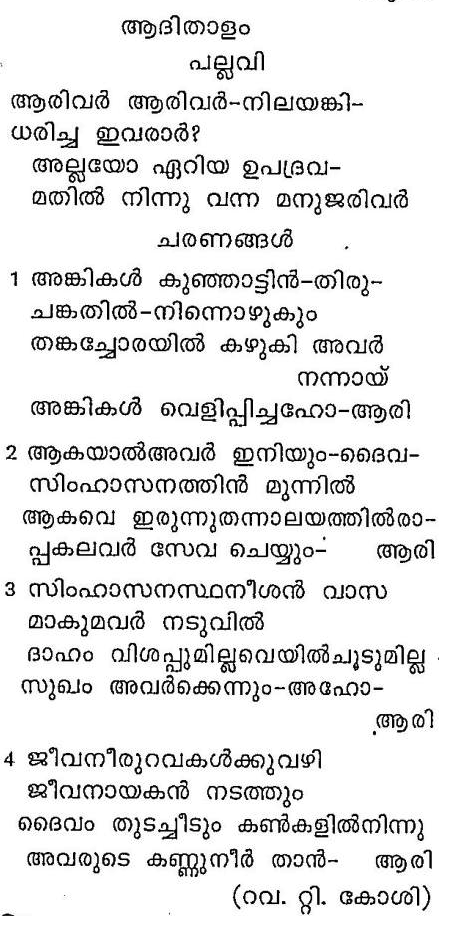 ആദിതാളം
പല്ലവി
ആരിവർ ആരിവർ-നിലയങ്കി-
ധരിച്ച ഇവരാർ?
അല്ലയോ ഏറിയ ഉപദ്രവ-
മതിൽ നിന്നു വന്ന മനുജരിവർ
ചരണങ്ങൾ
1 അങ്കികൾ കുഞ്ഞാട്ടിൻ-തിരു-
ചങ്കതിൽ-നിന്നൊഴുകും
തങ്കച്ചോരയിൽ കഴുകി അവർ
നന്നായ്
അങ്കികൾ വെളിപ്പിച്ചഹോ-ആരി
2 ആകയാൽഅവർ ഇനിയും-ദൈവ-
സിംഹാസനത്തിൻ മുന്നിൽ
ആകവെ ഇരുന്നുതന്നാലയത്തിൽരാ-
പ്പകലവർ സേവ ചെയ്യും- ആരി
3 സിംഹാസനസ്ഥനീശൻ വാസ
മാകുമവർ നടുവിൽ
ദാഹം വിശപ്പുമില്ലവെയിൽചൂടുമില്ല
സുഖം അവർക്കെന്നും-അഹോ-
ആരി
4 ജീവനീരുറവകൾക്കുവഴി
ജീവനായകൻ നടത്തും
ദൈവം തുടച്ചീടും കൺകളിൽനിന്നു
അവരുടെ കണ്ണുനീർ താൻ- ആരി
(റവ. റ്റി. കോശി)